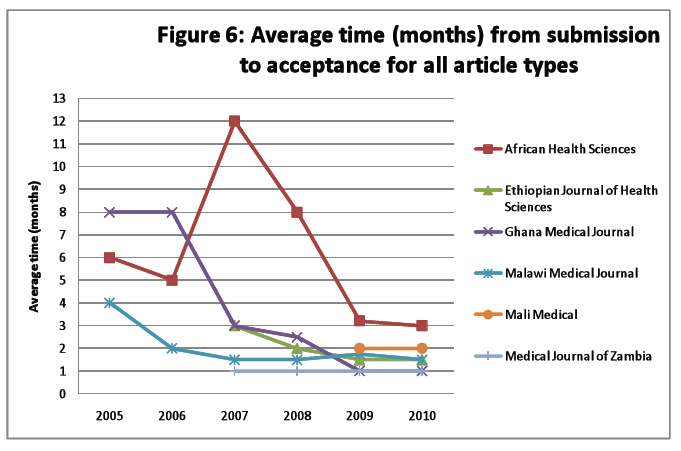 Figure 6: Average time (months) from submission
to acceptance for all article types
Average time (months)
13
12
11
10
9
8
7
6
5
4
3
2
1
0
2005 2006 2007 2008 2009 2010
African Health Sciences
Ethiopian Journal of Health
Sciences
Ghana Medical Journal
Malawi Medical Journal
Mali Medical
Medical Journal of Zambia